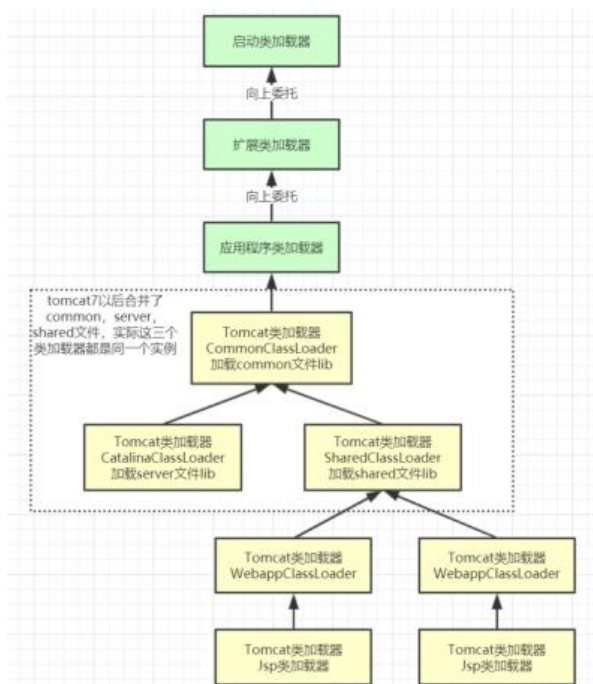 启动类加载器
向上委托
扩展类加载器
向上委托
应用程序类加载器
tomcat7以后合并了
common，server，
shared文件，实际这三个
类加载器都是同一个实例
Tomcat类加载器
CommonClassLoader
加载common文件lib
Tomcat类加载器
CatalinaClassLoader
加载server文件lib
Tomcat类加载器
SharedClassLoader
加载shared文件lib
Tomcat类加载器
WebappClassLoader
Tomcat类加载器
WebappClassLoader
Tomcat类加载器
Jsp类加载器
Tomcat类加载器
Jsp类加载器